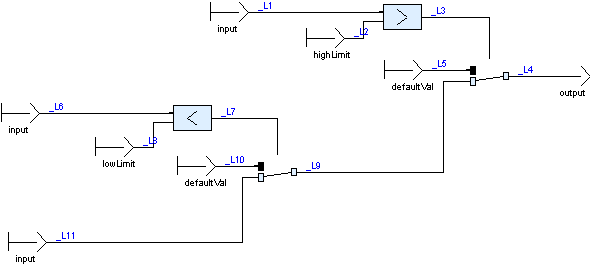 _L1
input
_L3
>
_L2
highLimit
_L5
defaultVal
_L4
output
_L6
input
_L7
<
_L8
lowLimit
_L10
defaultVal
_L9
_L11
input